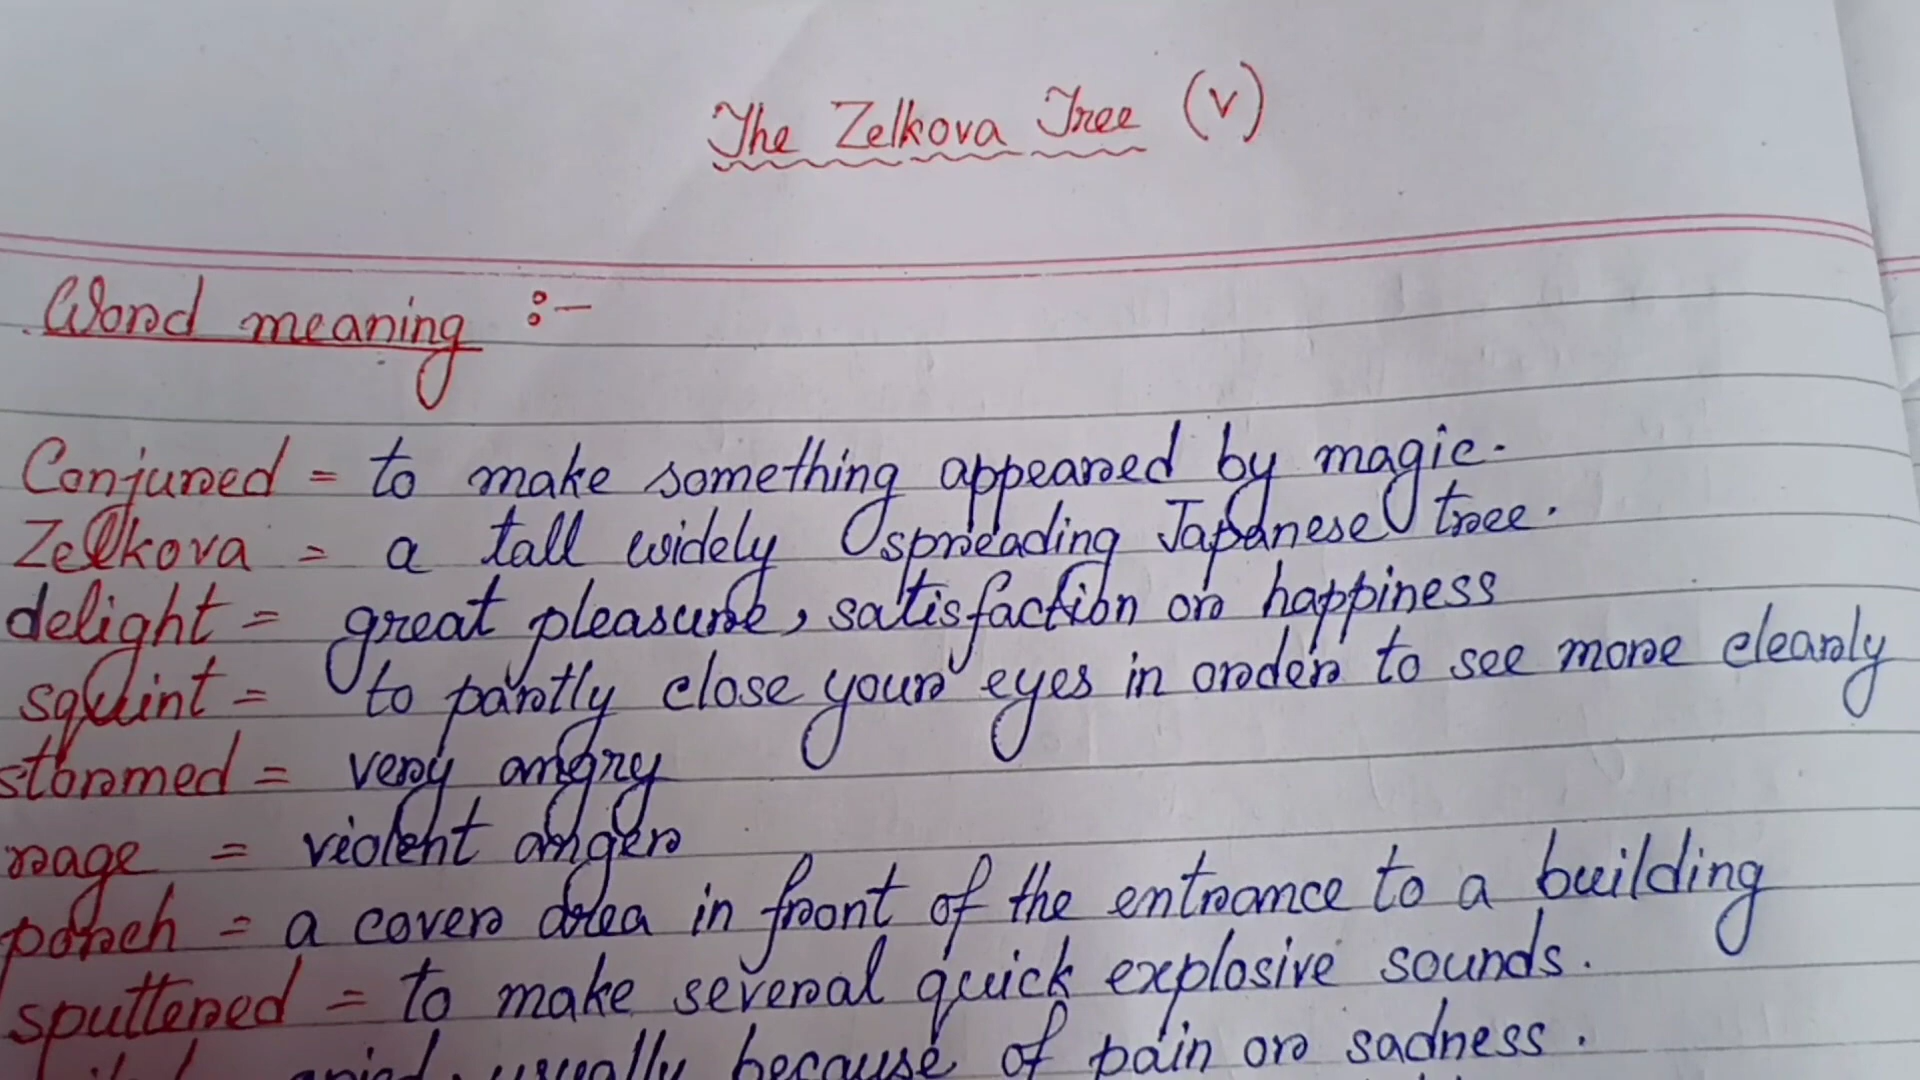 The Zelkova Tree (V)
Word meaning :-
Conjured = to make something appeared by magic.
Zelkova = a tall widely spreading Japanese tree.
delight = great pleasure, satisfaction or happiness
squint = to partly close your eyes in order to see more clearly
stormed = very angry
rage = violent anger
porch = a cover area in front of the entrance to a building
sputtered = to make several quick explosive sounds.
cried, usually because of pain or sadness.